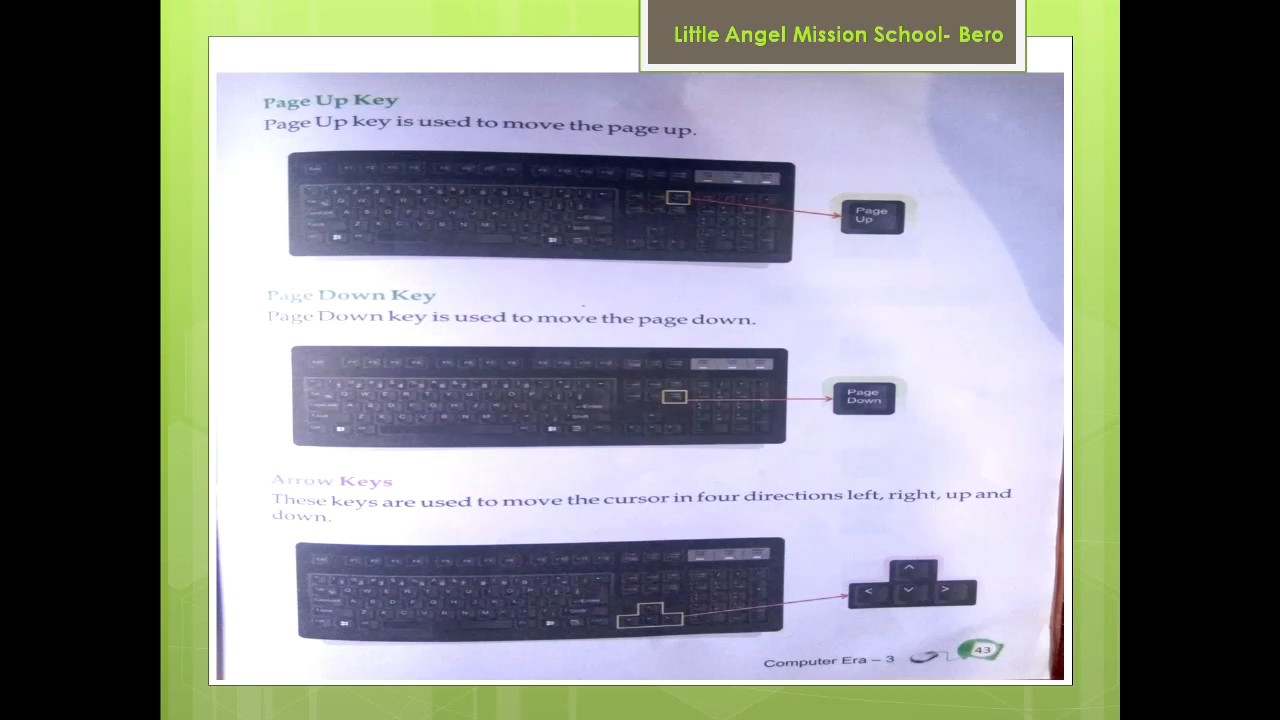 Little Angel Mission School- Bero
Page Up Key
Page Up key is used to move the page up.
Page
Up
Page Down Key
Page Down key is used to move the page down.
Page
Down
Arrow Keys
These keys are used to move the cursor in four directions left, right, up and
down.
Computer Era – 3
43